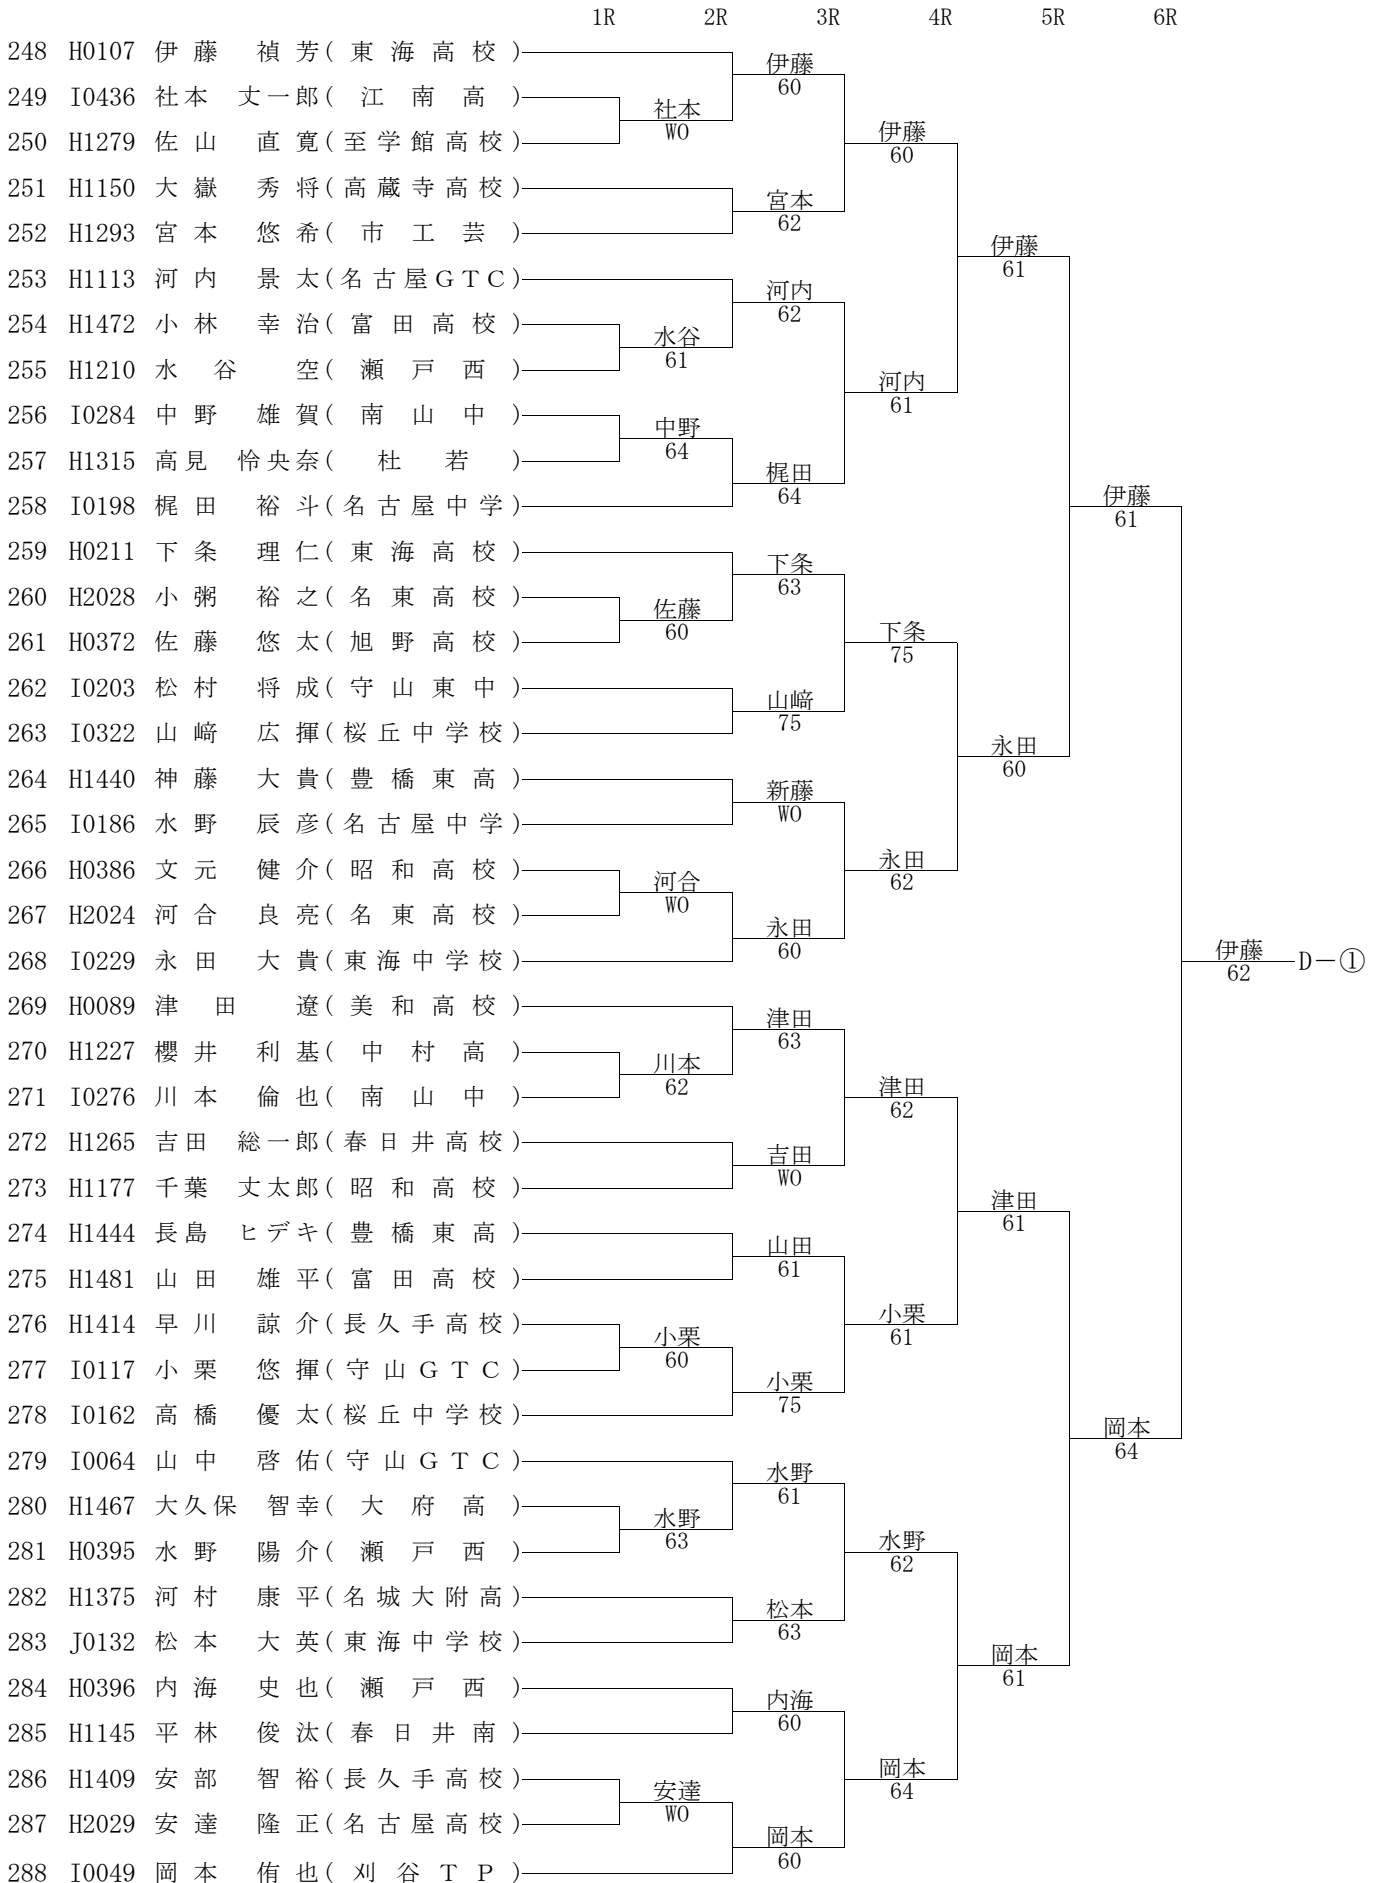 1R 2R 3R 4R 5R 6R
248 H0107 伊藤 禎芳(東海高校)
249 I0436 社本 丈一郎(江南高)
250 H1279 佐山 直寛(至学館高校)
251 H1150 大嶽 秀将(高蔵寺高校)
252 H1293 宮本 悠希(市工芸)
253 H1113 河内 景太(名古屋GTC)
254 H1472 小林 幸治(富田高校)
255 H1210 水谷 空(瀬戸西)
256 I0284 中野 雄賀(南山中)
257 H1315 高見 怜央奈(杜若)
258 I0198 梶田 裕斗(名古屋中学)
259 H0211 下条 理仁(東海高校)
260 H2028 小粥 裕之(名東高校)
261 H0372 佐藤 悠太(旭野高校)
262 I0203 松村 将成(守山東中)
263 I0322 山﨑 広揮(桜丘中学校)
264 H1440 神藤 大貴(豊橋東高)
265 I0186 水野 辰彦(名古屋中学)
266 H0386 文元 健介(昭和高校)
267 H2024 河合 良亮(名東高校)
268 I0229 永田 大貴(東海中学校)
269 H0089 津田 遼(美和高校)
270 H1227 櫻井 利基(中村高)
271 I0276 川本 倫也(南山中)
272 H1265 吉田 総一郎(春日井高校)
273 H1177 千葉 丈太郎(昭和高校)
274 H1444 長島 ヒデキ(豊橋東高)
275 H1481 山田 雄平(富田高校)
276 H1414 早川 諒介(長久手高校)
277 I0117 小栗 悠揮(守山GTC)
278 I0162 高橋 優太(桜丘中学校)
279 I0064 山中 啓佑(守山GTC)
280 H1467 大久保 智幸(大府高)
281 H0395 水野 陽介(瀬戸西)
282 H1375 河村 康平(名城大附高)
283 J0132 松本 大英(東海中学校)
284 H0396 内海 史也(瀬戸西)
285 H1145 平林 俊汰(春日井南)
286 H1409 安部 智裕(長久手高校)
287 H2029 安達 隆正(名古屋高校)
288 I0049 岡本 侑也(刈谷TP)
社本
WO
水谷
61
中野
64
佐藤
60
河合
WO
川本
62
小栗
60
水野
63
安達
WO
伊藤
60
宮本
62
河内
62
梶田
64
下条
63
山﨑
75
新藤
WO
永田
60
津田
63
吉田
WO
山田
61
小栗
75
水野
61
松本
63
内海
60
岡本
60
伊藤
60
河内
61
下条
75
永田
62
津田
62
小栗
61
水野
62
岡本
64
伊藤
61
永田
60
津田
61
岡本
61
伊藤
61
岡本
64
伊藤
62
D－①